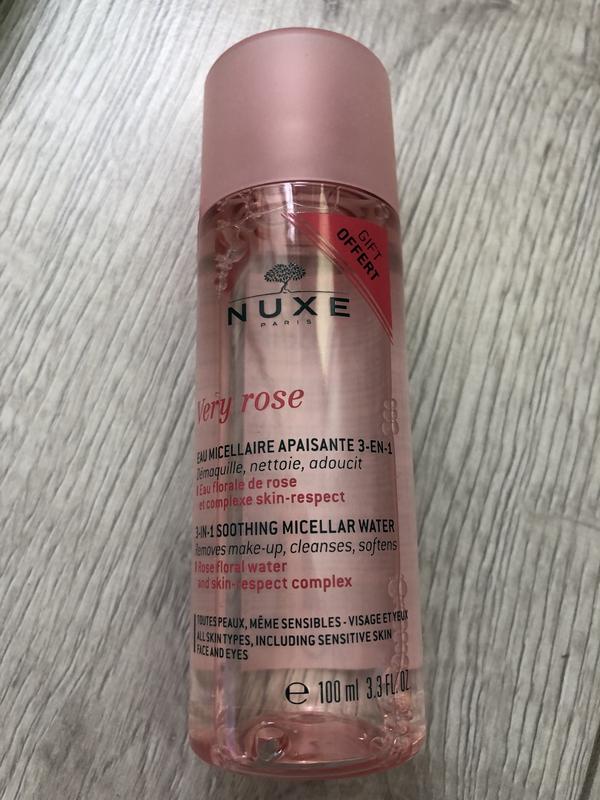 GIFT
OFFERT
NUXE
PARIS
Very rose
EAU MICELLAIRE APAISANTE 3-EN-1
Démaquille, nettoie, adoucit
Eau florale de rose
et complexe skin-respect
3-IN-1 SOOTHING MICELLAR WATER
Removes make-up, cleanses, softens
Rose floral water
and skin-respect complex
TOUTES PEAUX, MÊME SENSIBLES - VISAGE ET YEUX
ALL SKIN TYPES, INCLUDING SENSITIVE SKIN
FACE AND EYES
℮ 100 ml 3.3 FL. OZ